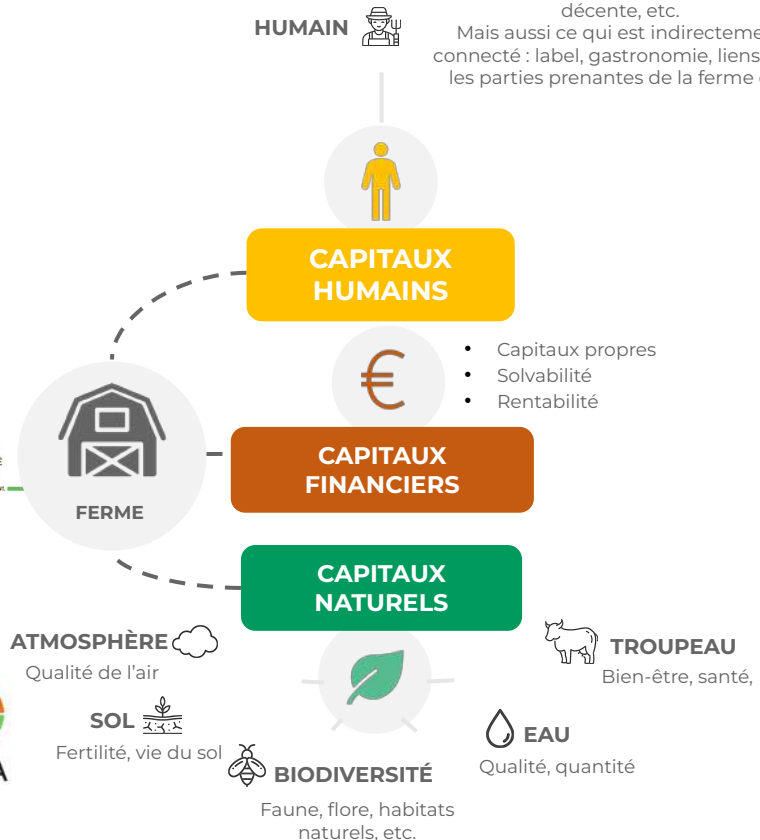 décente, etc.
HUMAIN
Mais aussi ce qui est
connecté : label, gastronomie, liens
les parties prenantes de la ferme
CAPITAUX
HUMAINS
• Capitaux propres
• Solvabilité
• Rentabilité
CAPITAUX
FINANCIERS
FERME
CAPITAUX
NATURELS
ATMOSPHÈRE
Qualité de l’air
TROUPEAU
Bien-être, santé,
SOL
Fertilité, vie du sol
EAU
Qualité, quantité
BIODIVERSITÉ
Faune, flore, habitats
naturels, etc.